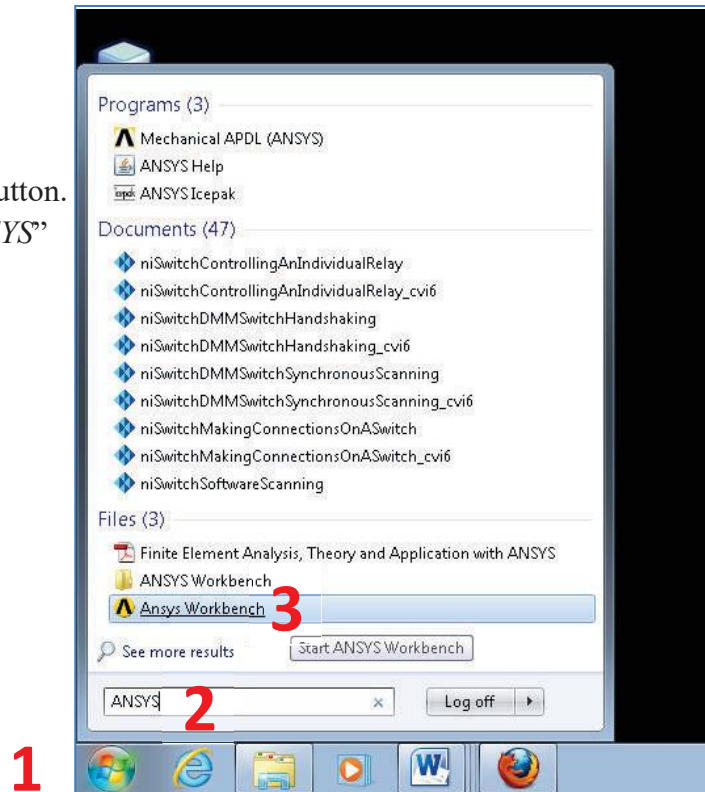 utton.
YS”
Programs (3)
Mechanical APDL (ANSYS)
ANSYS Help
ANSYS Icepak
Documents (47)
niSwitchControllingAnIndividualRelay
niSwitchControllingAnIndividualRelay_cvi6
niSwitchDMMSwitchHandshaking
niSwitchDMMSwitchHandshaking_cvi6
niSwitchDMMSwitchSynchronousScanning
niSwitchDMMSwitchSynchronousScanning_cvi6
niSwitchMakingConnectionsOnASwitch
niSwitchMakingConnectionsOnASwitch_cvi6
niSwitchSoftwareScanning
Files (3)
Finite Element Analysis, Theory and Application with ANSYS
ANSYS Workbench
Ansys Workbench 3
See more results Start ANSYS Workbench
ANSYS 2 × Log off
1